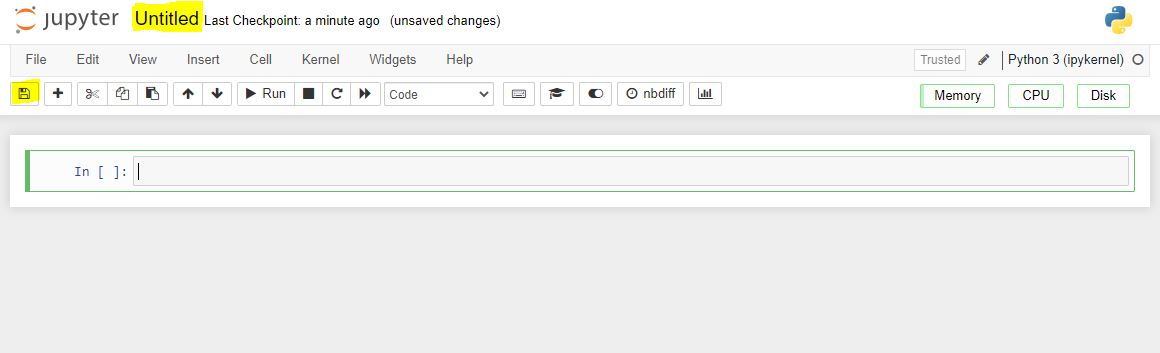 jupyter Untitled Last Checkpoint: a minute ago (unsaved changes)
File Edit View Insert Cell Kernel Widgets Help Trusted Python 3 (ipykernel)
Run Code nbdiff Memory CPU Disk
In [ ]: